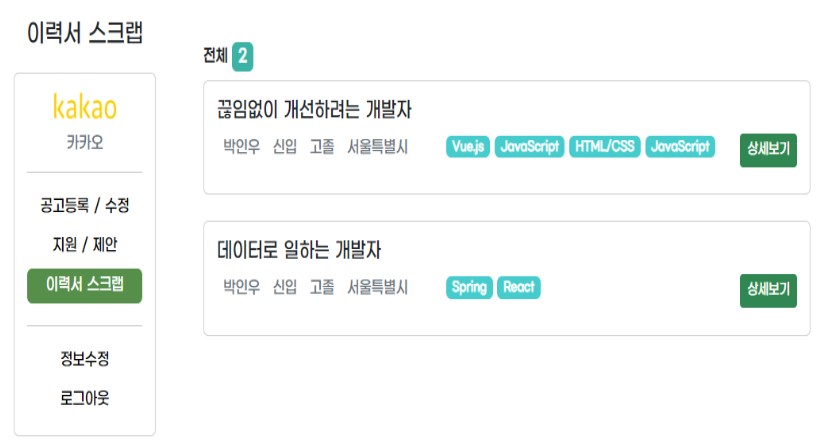 이력서 스크랩
kakao
카카오
공고등록 / 수정
지원 / 제안
이력서 스크랩
정보수정
로그아웃
전체 2
끊임없이 개선하려는 개발자
박인우 신입 고졸 서울특별시 Vue.js JavaScript HTML/CSS JavaScript 상세보기
데이터로 일하는 개발자
박인우 신입 고졸 서울특별시 Spring React 상세보기